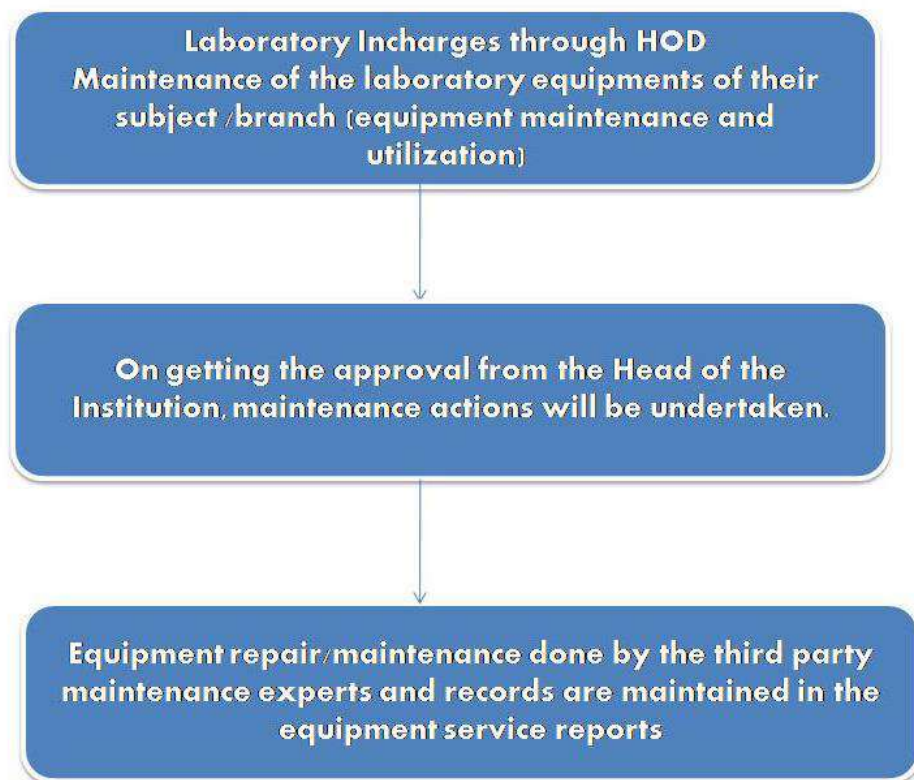 Laboratory Incharges through HOD
Maintenance of the laboratory equipments of their
subject /branch (equipment maintenance and
utilization)
On getting the approval from the Head of the
Institution, maintenance actions will be undertaken.
Equipment repair/maintenance done by the third party
maintenance experts and records are maintained in the
equipment service reports